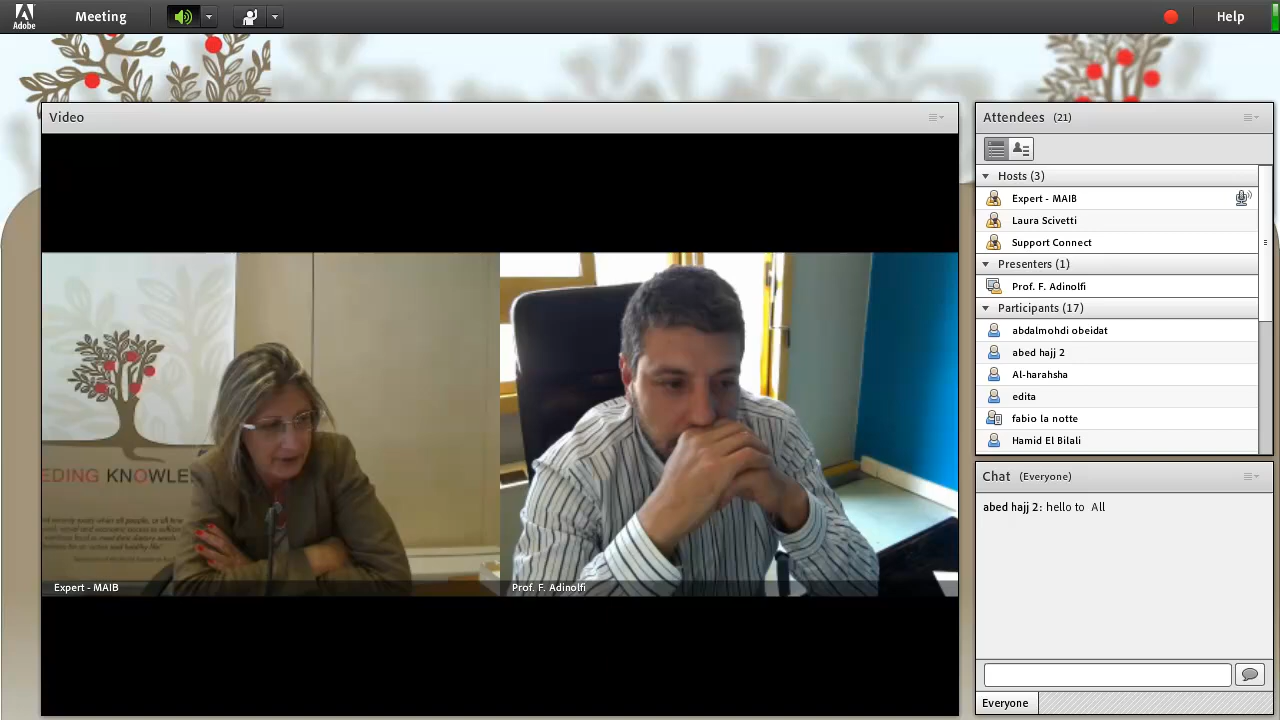 Adobe
Meeting
Help
Video
EDING KNOWLE
Expert - MAIB
Prof. F. Adinolfi
Attendees (21)
Hosts (3)
Expert - MAIB
Laura Scivetti
Support Connect
Presenters (1)
Prof. F. Adinolfi
Participants (17)
abdalmohdi obeidat
abed hajj 2
Al-harahsha
edita
fabio la notte
Hamid El Bilali
Chat (Everyone)
abed hajj 2: hello to All
Everyone